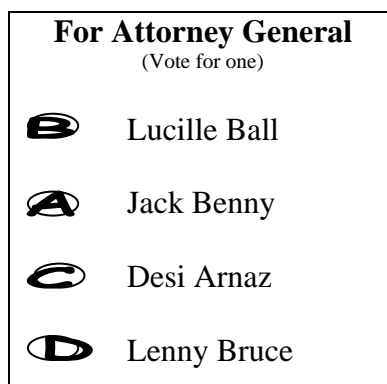 For Attorney General
(Vote for one)
B Lucille Ball
A Jack Benny
C Desi Arnaz
D Lenny Bruce